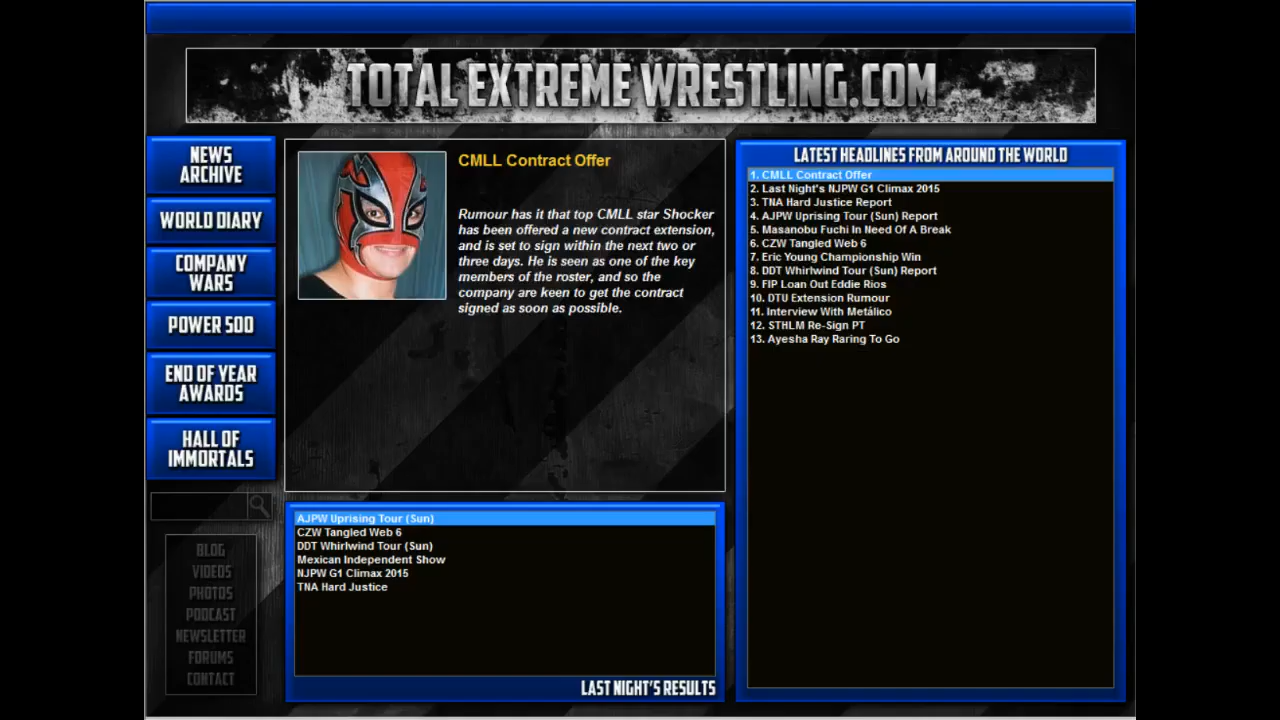 TOTAL EXTREME WRESTLING.COM
NEWS
ARCHIVE
WORLD DIARY
COMPANY
WARS
POWER 500
END OF YEAR
AWARDS
HALL OF
IMMORTALS
BLOG
VIDEOS
PHOTOS
PODCAST
NEWSLETTER
FORUMS
CONTACT
CMLL Contract Offer
Rumour has it that top CMLL star Shocker
has been offered a new contract extension,
and is set to sign within the next two or
three days. He is seen as one of the key
members of the roster, and so the
company are keen to get the contract
signed as soon as possible.
AJPW Uprising Tour (Sun)
CZW Tangled Web 6
DDT Whirlwind Tour (Sun)
Mexican Independent Show
NJPW G1 Climax 2015
TNA Hard Justice
LAST NIGHT'S RESULTS
LATEST HEADLINES FROM AROUND THE WORLD
1. CMLL Contract Offer
2. Last Night's NJPW G1 Climax 2015
3. TNA Hard Justice Report
4. AJPW Uprising Tour (Sun) Report
5. Masanobu Fuchi In Need Of A Break
6. CZW Tangled Web 6
7. Eric Young Championship Win
8. DDT Whirlwind Tour (Sun) Report
9. FIP Loan Out Eddie Rios
10. DTU Extension Rumour
11. Interview With Metálico
12. STHLM Re-Sign PT
13. Ayesha Ray Raring To Go